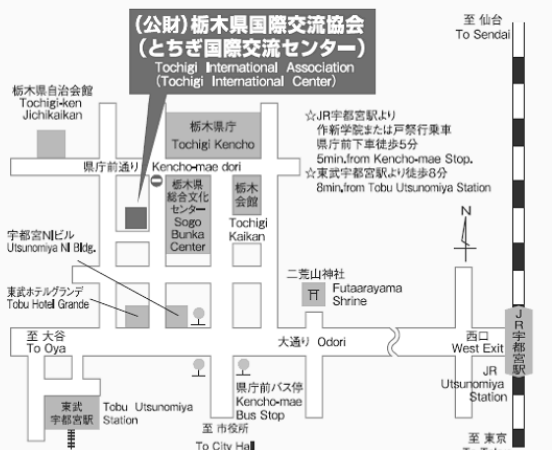 (公財)栃木県国際交流協会
(とちぎ国際交流センター)
Tochigi International Association
(Tochigi International Center)
至 仙台
To Sendai
栃木県自治会館
Tochigi-ken
Jichikaikan
栃木県庁
Tochigi Kencho
☆JR宇都宮駅より
作新学院または戸祭行乗車
県庁前下車徒歩5分
5min.from Kencho-mae Stop.
☆東武宇都宮駅より徒歩8分
8min.from Tobu Utsunomiya Station
県庁前通り Kencho-mae dori
栃木県
総合文化
センター
Sogo
Bunka
Center
栃木
会館
Tochigi
Kaikan
N
宇都宮NIビル
Utsunomiya NI Bldg.
東武ホテルグランデ
Tobu Hotel Grande
二荒山神社
Futaarayama
Shrine
至 大谷
To Oya
大通り Odori
西口
West Exit
JR宇都宮駅
JR
Utsunomiya
Station
東武
宇都宮駅
Tobu Utsunomiya
Station
県庁前バス停
Kencho-mae
Bus Stop
至 市役所
To City Hall
至 東京